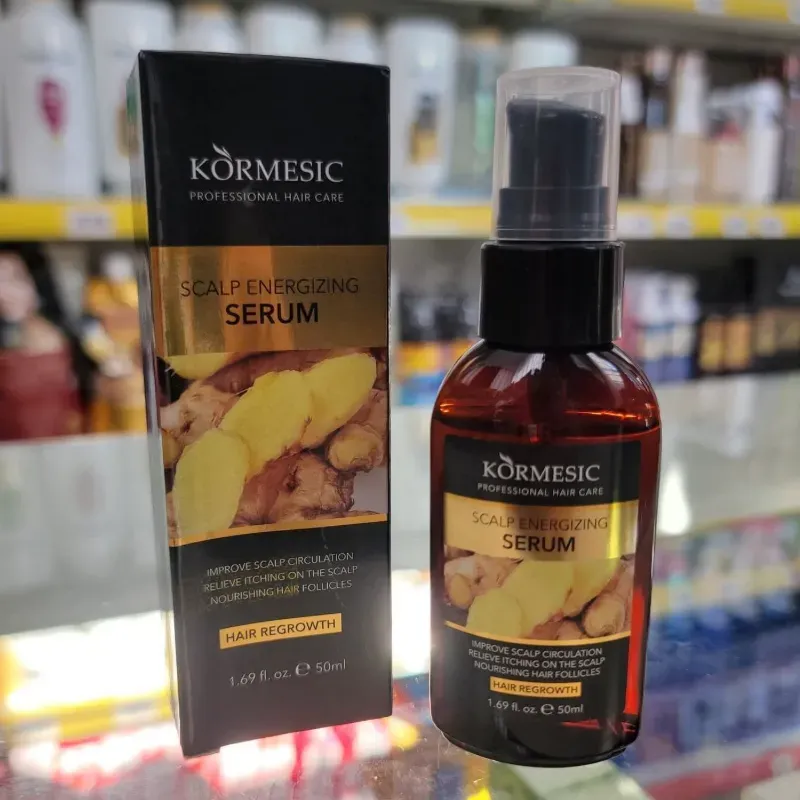 KORMESIC
PROFESSIONAL HAIR CARE
SCALP ENERGIZING
SERUM
IMPROVE SCALP CIRCULATION
RELIEVE ITCHING ON THE SCALP
NOURISHING HAIR FOLLICLES
HAIR REGROWTH
1.69 fl. oz. ℮ 50ml
KORMESIC
PROFESSIONAL HAIR CARE
SCALP ENERGIZING
SERUM
IMPROVE SCALP CIRCULATION
RELIEVE ITCHING ON THE SCALP
NOURISHING HAIR FOLLICLES
HAIR REGROWTH
1.69 fl. oz. ℮ 50ml